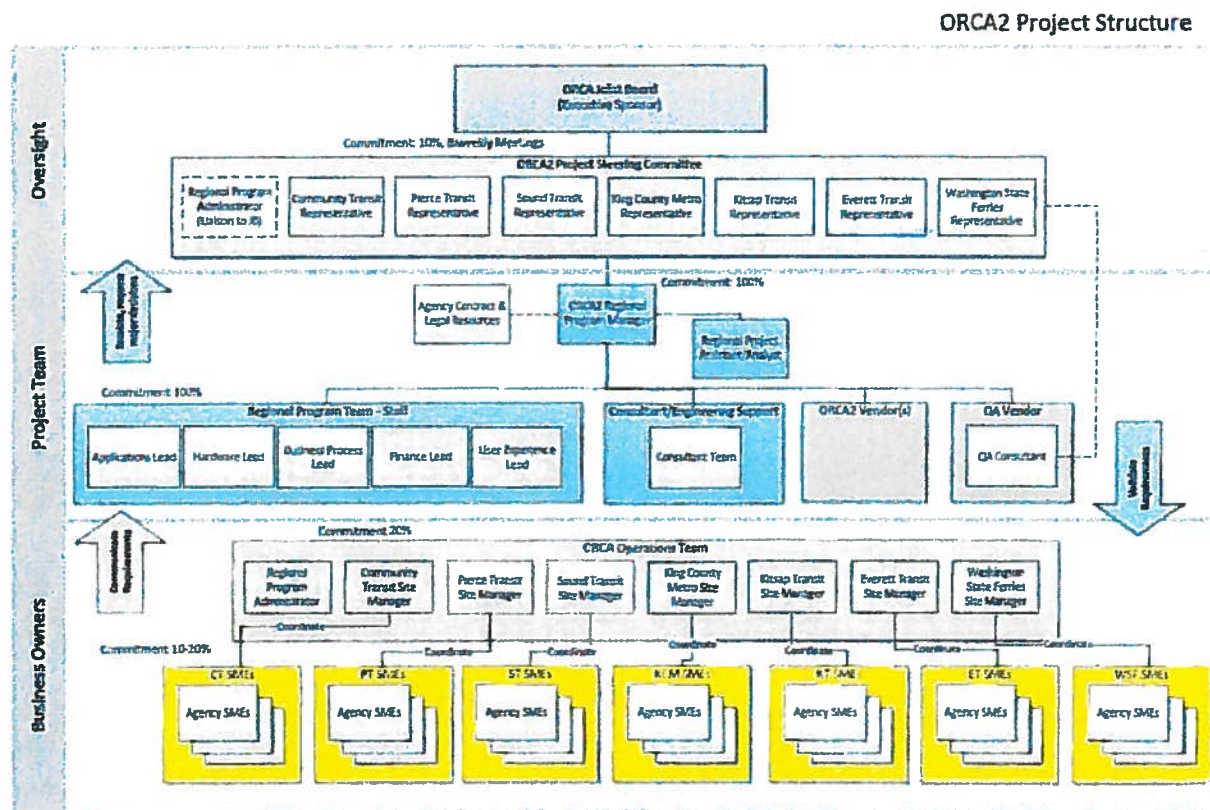 ORCA2 Project Structure
Oversight
ORCA Joint Board
(Executive Sponsor)
Commitment: 10%, Biweekly Meetings
ORCA2 Project Steering Committee
Regional Program
Administrator
(Liaison to JB)
Community Transit
Representative
Pierce Transit
Representative
Sound Transit
Representative
King County Metro
Representative
Kitsap Transit
Representative
Everett Transit
Representative
Washington State
Ferries
Representative
Project Team
major decisions
Commitment: 100%
Agency Contract &
Legal Resources
ORCA2 Regional
Program Manager
Regional Project
Assistant/Analyst
Commitment 100%
Regional Program Team - Staff
Applications Lead
Hardware Lead
Business Process
Lead
Finance Lead
User Experience
Lead
Consultant/Engineering Support
Consultant Team
ORCA2 Vendor(s)
QA Vendor
QA Consultant
Validate
Requirements
Business Owners
Communicate
Requirements
Commitment 20%
ORCA Operations Team
Regional
Program
Administrator
Community
Transit Site
Manager
Pierce Transit
Site Manager
Sound Transit
Site Manager
King County
Metro Site
Manager
Kitsap Transit
Site Manager
Everett Transit
Site Manager
Washington
State Ferries
Site Manager
Commitment 10-20%
Coordinate
Coordinate
Coordinate
Coordinate
Coordinate
Coordinate
Coordinate
CT SMEs
Agency SMEs
PT SMEs
Agency SMEs
ST SMEs
Agency SMEs
KCM SMEs
Agency SMEs
KT SME
Agency SMEs
ET SMEs
Agency SMEs
WSF SMEs
Agency SMEs